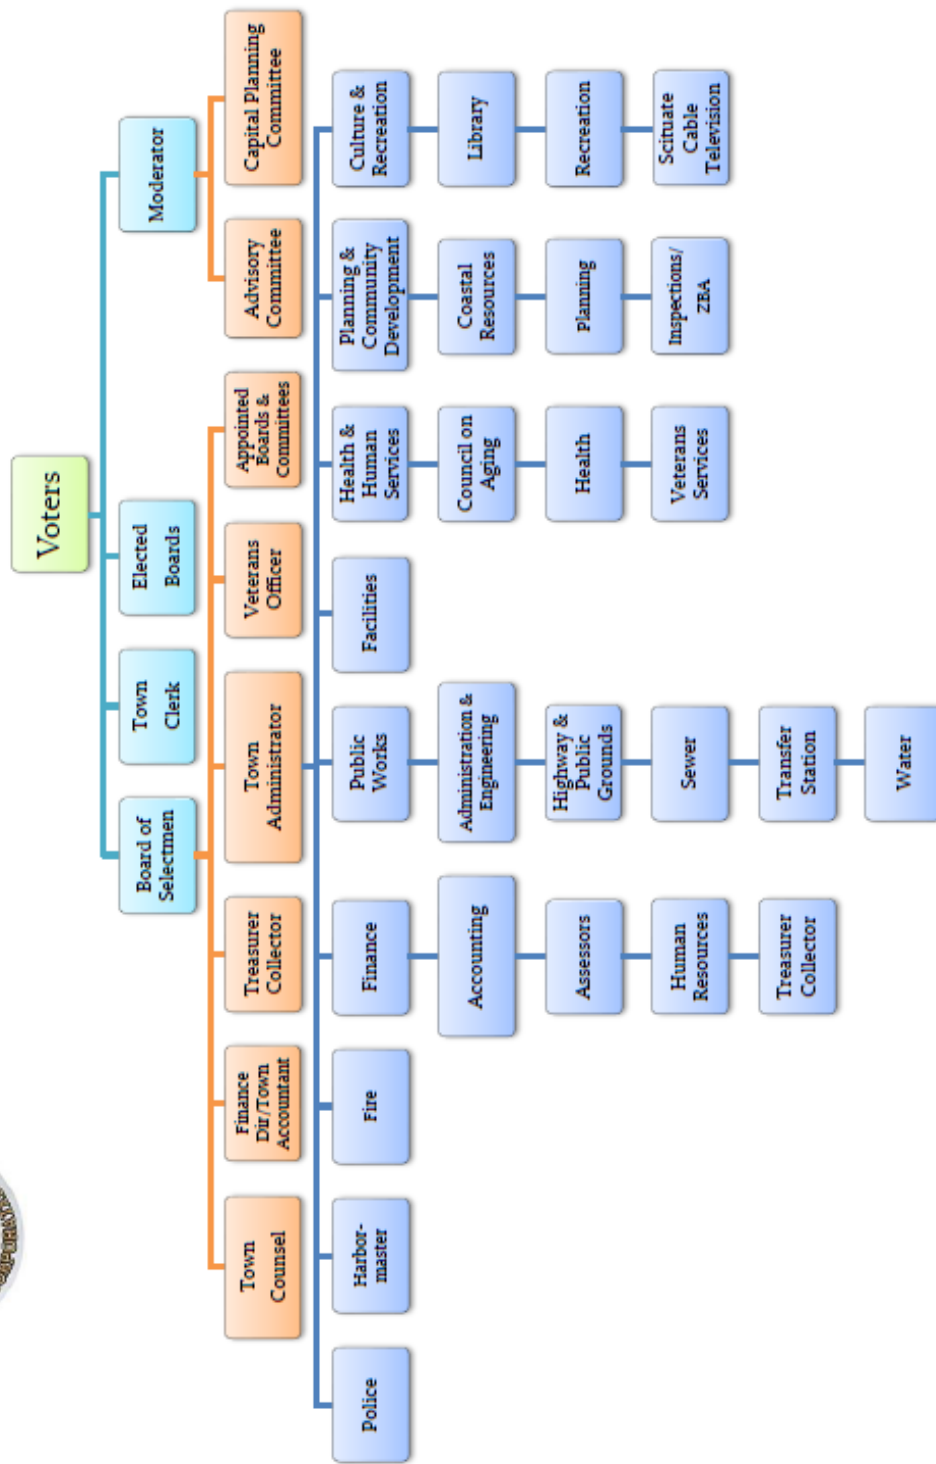 Voters
Board of
Selectmen
Town
Clerk
Elected
Boards
Moderator
Town
Counsel
Finance
Dir/Town
Accountant
Treasurer
Collector
Town
Administrator
Veterans
Officer
Appointed
Boards &
Committees
Advisory
Committee
Capital Planning
Committee
Police
Harbor-
master
Fire
Finance
Accounting
Assessors
Human
Resources
Treasurer
Collector
Public
Works
Administration &
Engineering
Highway &
Public
Grounds
Sewer
Transfer
Station
Water
Facilities
Health &
Human
Services
Council on
Aging
Health
Veterans
Services
Planning &
Community
Development
Coastal
Resources
Planning
Inspections/
ZBA
Culture &
Recreation
Library
Recreation
Scituate
Cable
Television